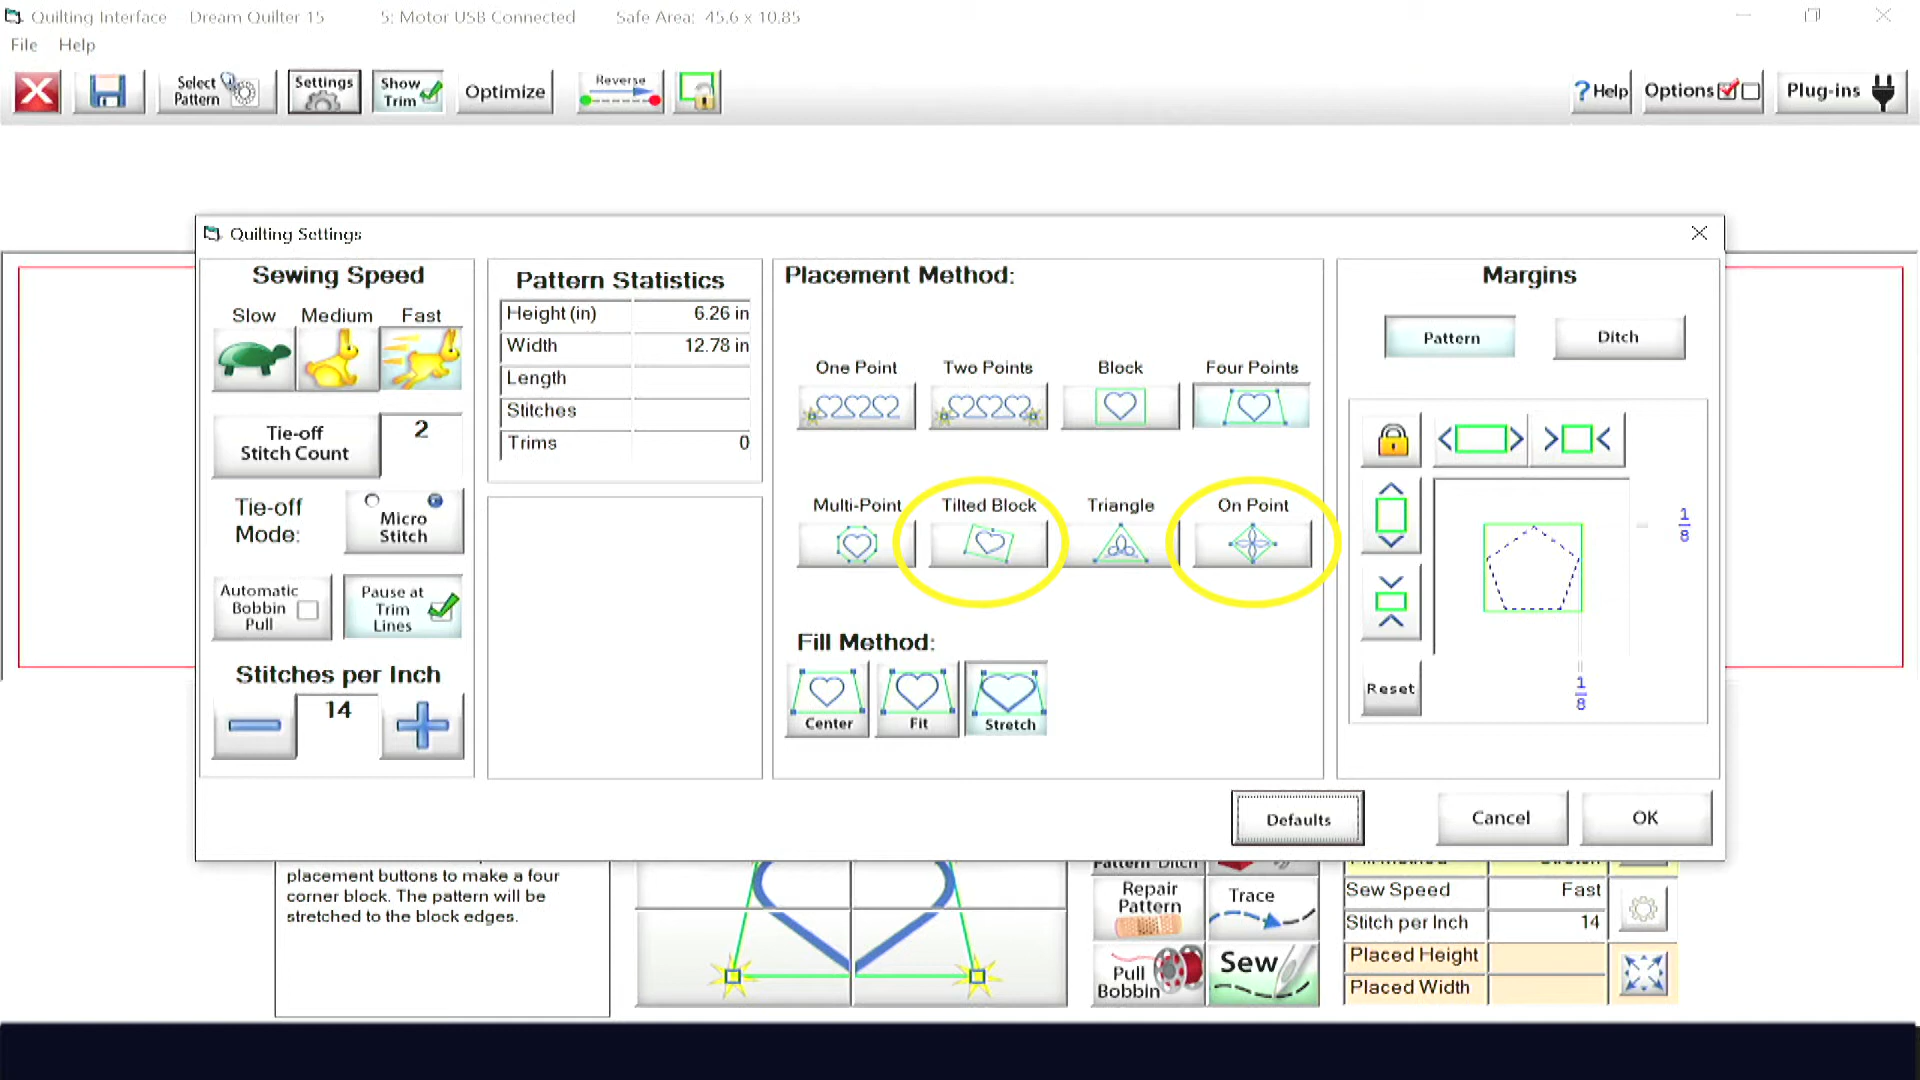 Quilting Interface Dream Quilter 15 5: Motor USB Connected Safe Area: 45.6 x 10.85
File Help
Select Pattern
Settings
Show Trim
Optimize
Reverse
? Help
Options
Plug-ins
Quilting Settings
Sewing Speed
Slow Medium Fast
Tie-off
Stitch Count
2
Tie-off
Mode:
Micro
Stitch
Automatic
Bobbin
Pull
Pause at
Trim
Lines
Stitches per Inch
14
Pattern Statistics
Height (in) 6.26 in
Width 12.78 in
Length
Stitches
Trims 0
Placement Method:
One Point Two Points Block Four Points
Multi-Point Tilted Block Triangle On Point
Fill Method:
Center Fit Stretch
Margins
Pattern Ditch
1/8
Reset
1/8
Defaults Cancel OK
placement buttons to make a four
corner block. The pattern will be
stretched to the block edges.
Pattern Ditch
Repair
Pattern
Trace
Pull
Bobbin
Sew
Fill Method Stretch
Sew Speed Fast
Stitch per Inch 14
Placed Height
Placed Width